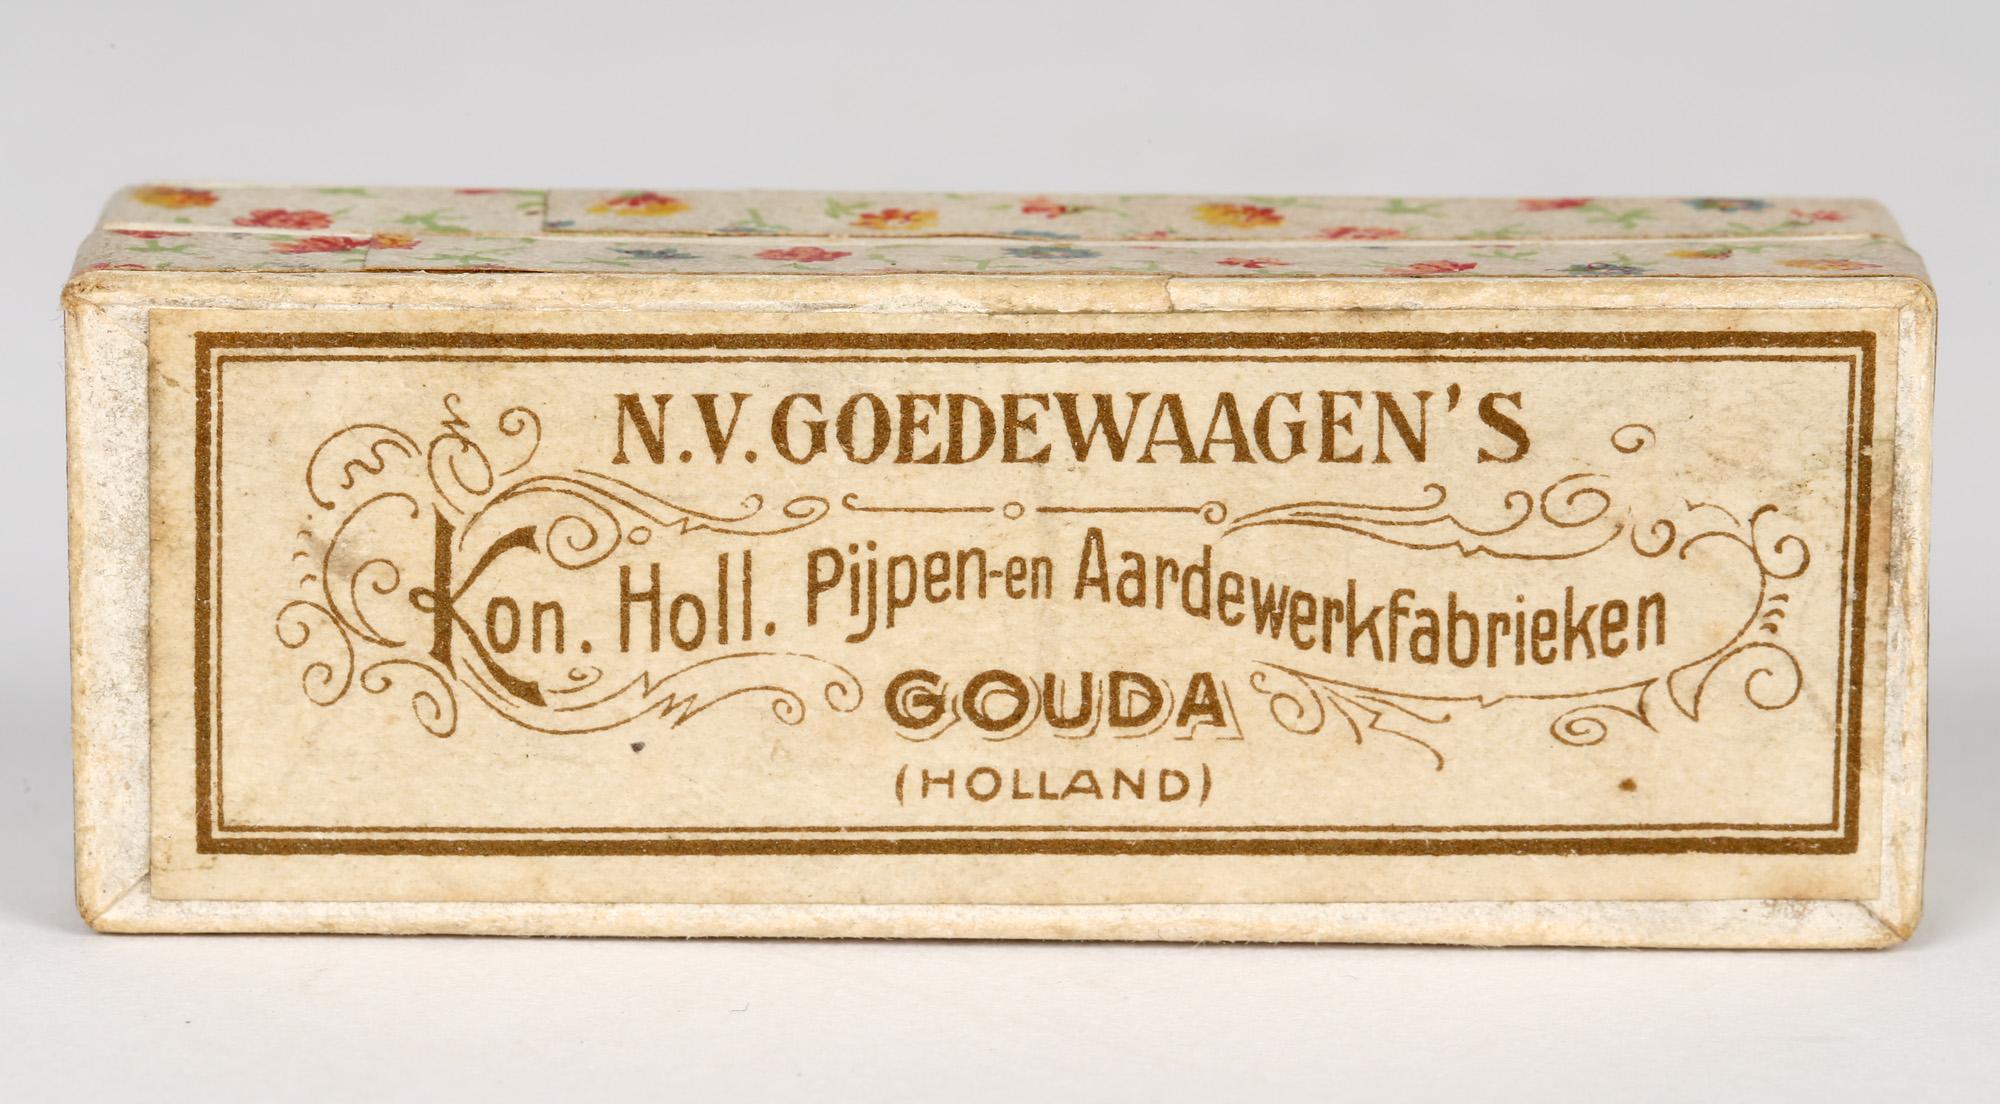 N.V. GOEDEWAAGEN'S
Kon. Holl. Pijpen-en Aardewerkfabrieken
GOUDA
(HOLLAND)